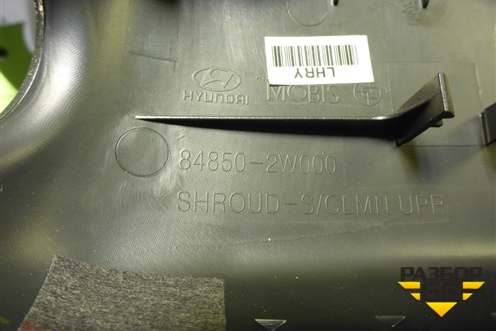 LHRY
HYUNDAI MOBIS
84850-2W000
SHROUD-S/CLMN UPR
РАЗБОР